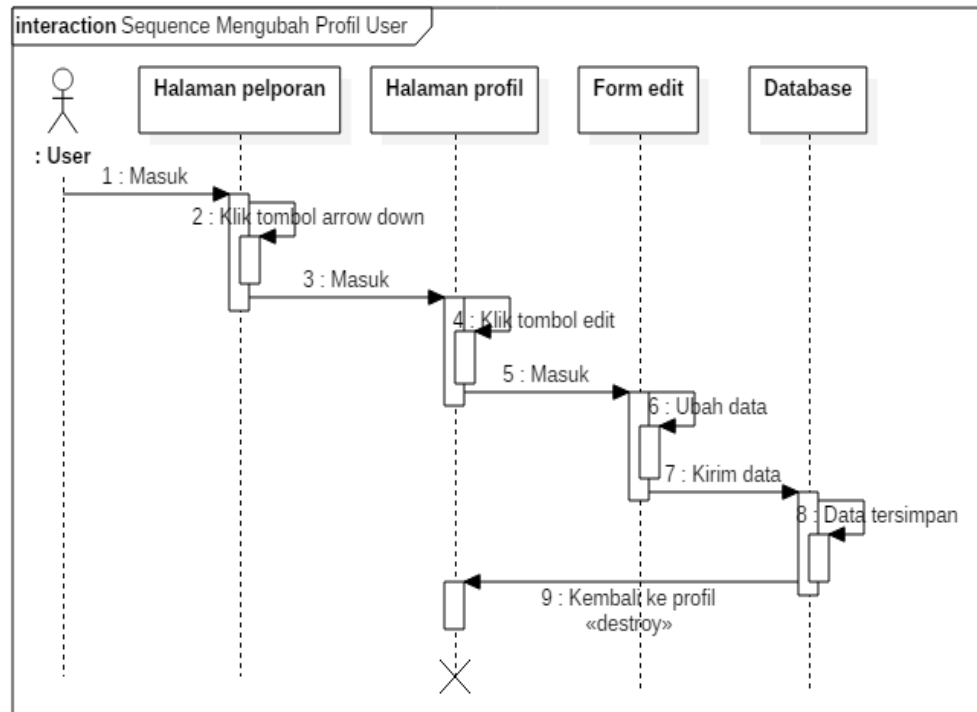 interaction Sequence Mengubah Profil User
Halaman pelporan
Halaman profil
Form edit
Database
: User
1 : Masuk
2 : Klik tombol arrow down
3 : Masuk
4 : Klik tombol edit
5 : Masuk
6 : Ubah data
7 : Kirim data
8 : Data tersimpan
9 : Kembali ke profil
«destroy»